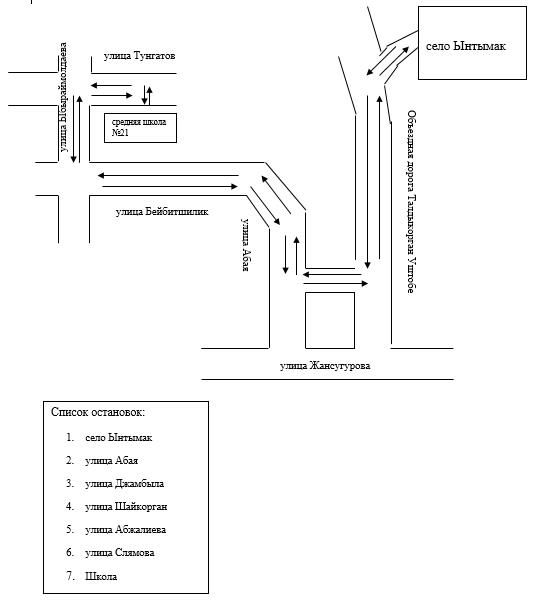 село Ынтымак
улица Тунгатов
улица Ыбыраймолдаева
средняя школа
№21
Объездная дорога Талдыкорган Уштобе
улица Бейбитшилик
улица Абая
улица Жансугурова
Список остановок:
1. село Ынтымак
2. улица Абая
3. улица Джамбыла
4. улица Шайкорган
5. улица Абжалиева
6. улица Слямова
7. Школа